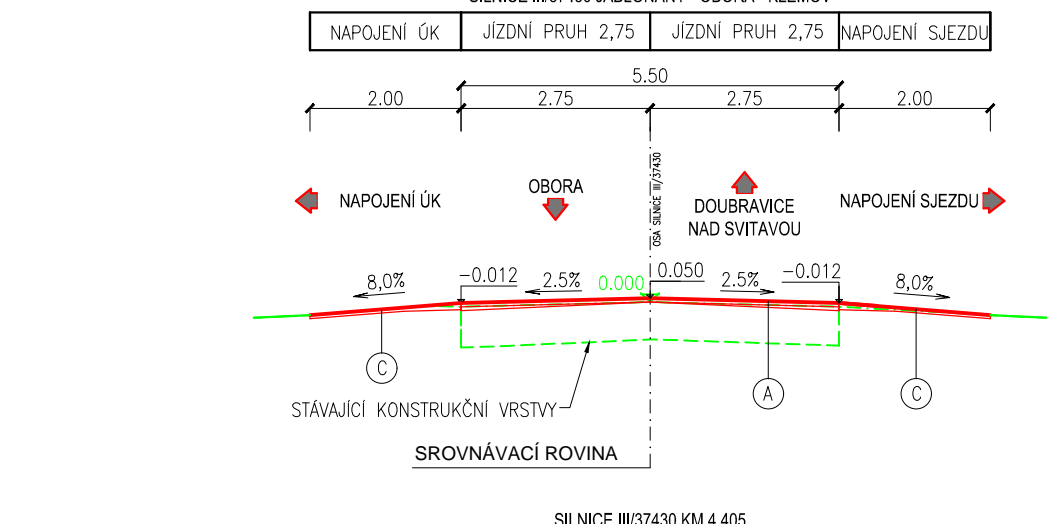 NAPOJENÍ ÚK JÍZDNÍ PRUH 2,75 JÍZDNÍ PRUH 2,75 NAPOJENÍ SJEZDU
5.50
2.00 2.75 2.75 2.00
OSA SILNICE III/37430
NAPOJENÍ ÚK OBORA DOUBRAVICE NAPOJENÍ SJEZDU
NAD SVITAVOU
8,0% -0.012 2.5% 0.000 0.050 2.5% -0.012 8,0%
C A C
STÁVAJÍCÍ KONSTRUKČNÍ VRSTVY
SROVNÁVACÍ ROVINA
SILNICE III/37430 KM 4,405